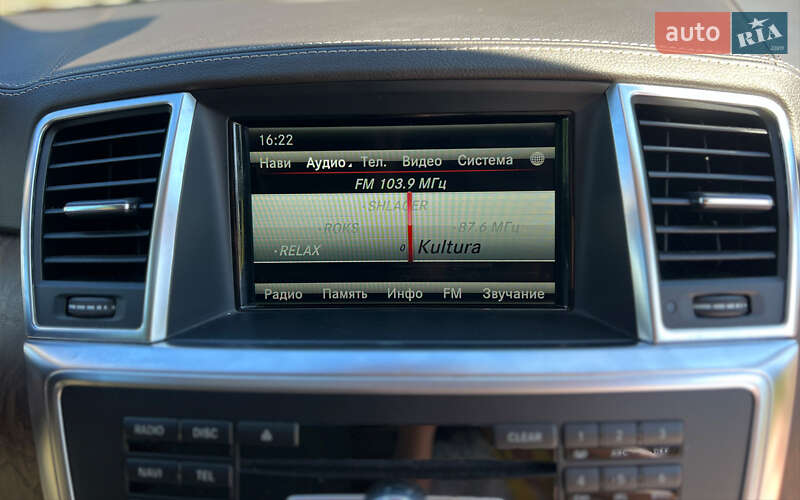 auto RIA
16:22
Нави Аудио Тел. Видео Система
FM 103.9 МГц
·SHLAGER
·ROKS ·87.6 МГц
·RELAX 0 Kultura
Радио Память Инфо FM Звучание
RADIO DISC CLEAR 1 2 3
NAVI TEL 4 5 6